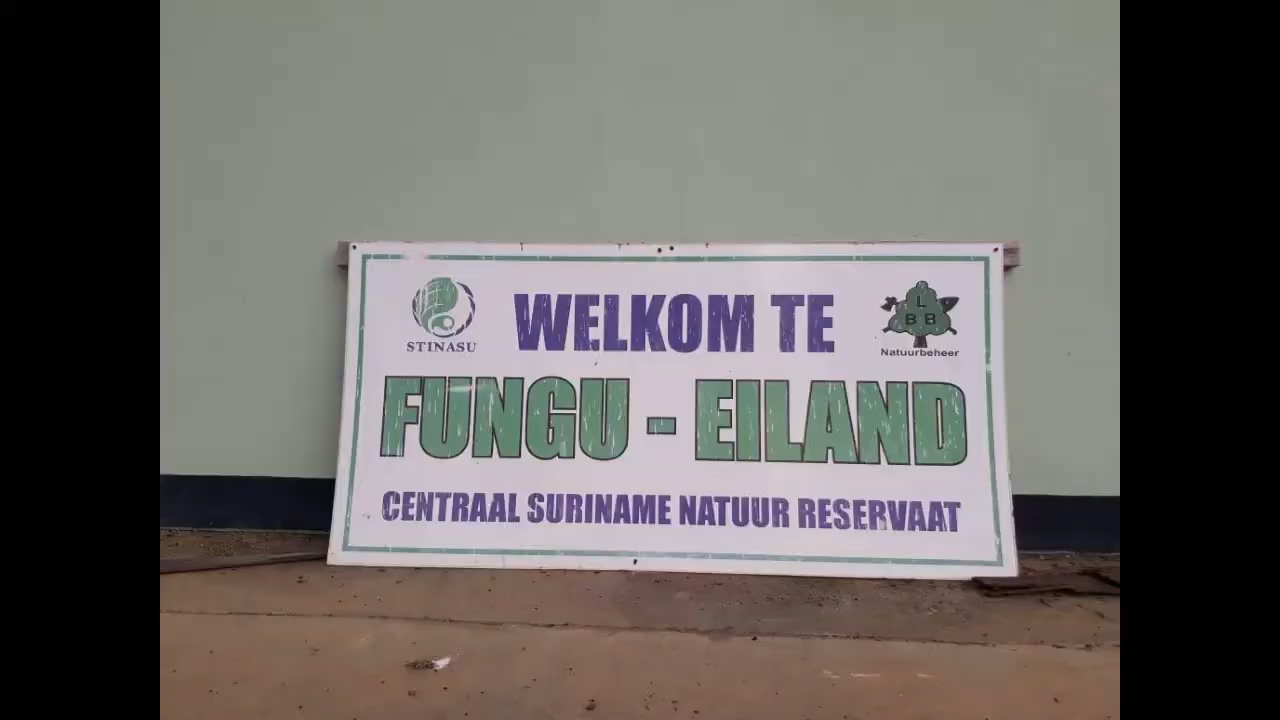 STINASU
WELKOM TE
L
B B
Natuurbeheer
FUNGU - EILAND
CENTRAAL SURINAME NATUUR RESERVAAT